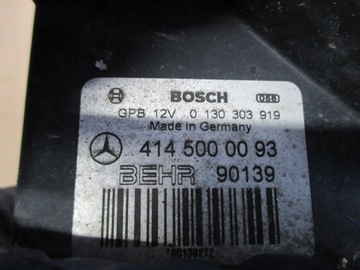 BOSCH
GPB 12V 0 130 303 919
Made in Germany
414 500 00 93
BEHR 90139